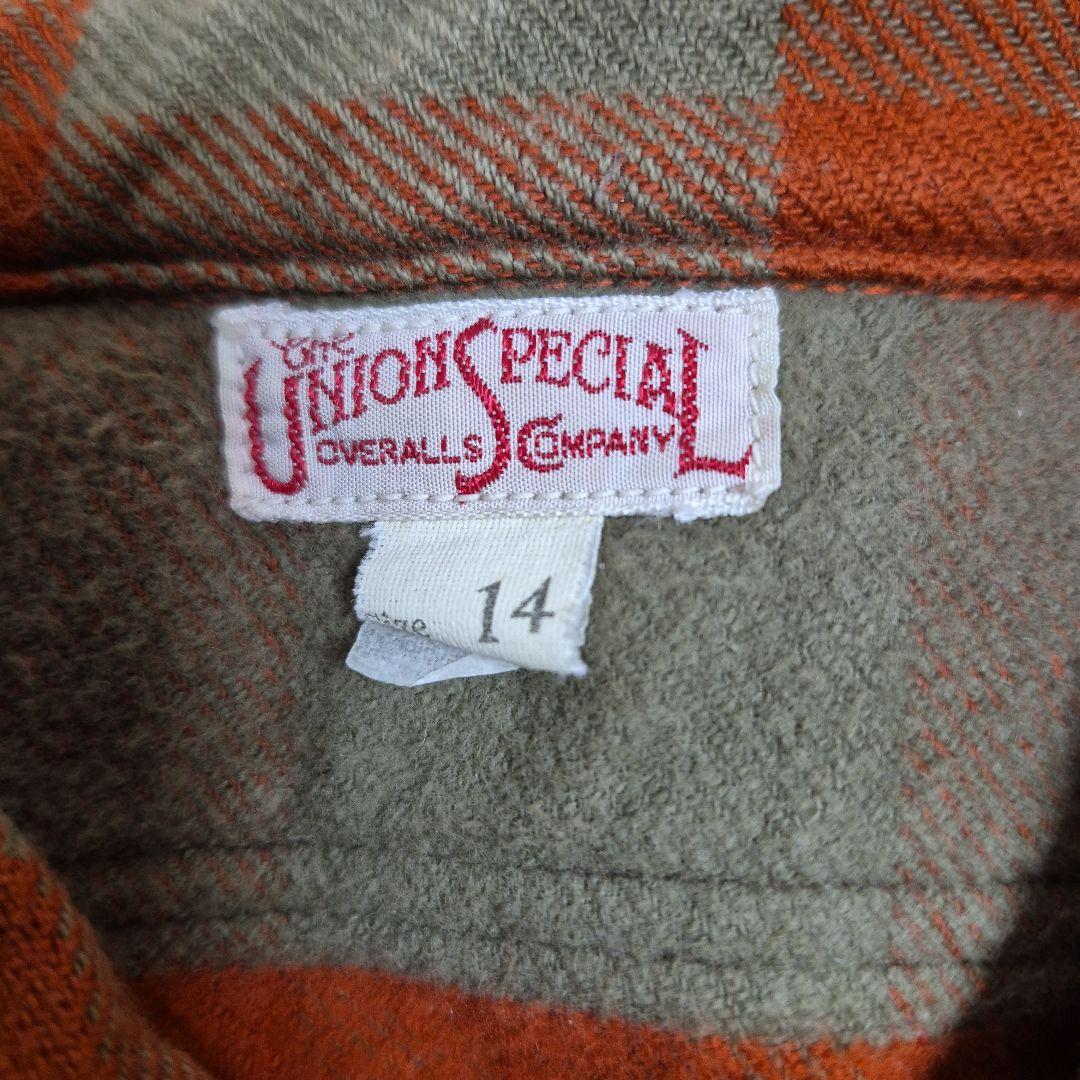 the
UNION SPECIAL
OVERALLS COMPANY
14